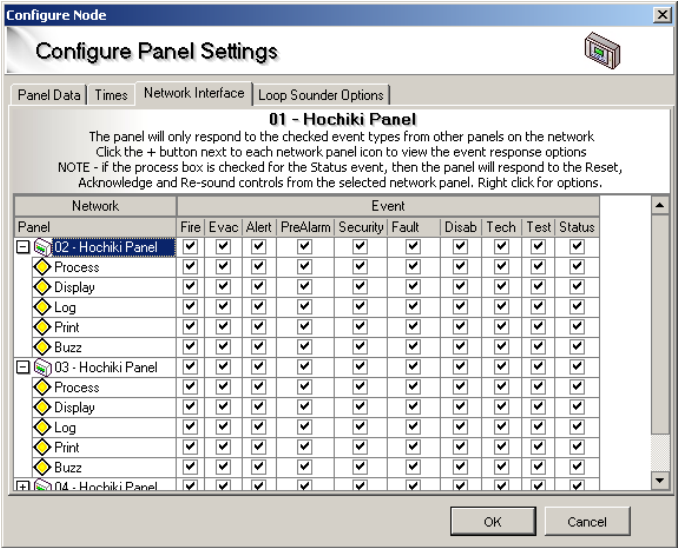 Configure Node
Configure Panel Settings
Panel Data Times Network Interface Loop Sounder Options
01 - Hochiki Panel
The panel will only respond to the checked event types from other panels on the network
Click the + button next to each network panel icon to view the event response options
NOTE - if the process box is checked for the Status event, then the panel will respond to the Reset,
Acknowledge and Re-sound controls from the selected network panel. Right click for options.
Network Event
Panel Fire Evac Alert PreAlarm Security Fault Disab Tech Test Status
02 - Hochiki Panel
Process
Display
Log
Print
Buzz
03 - Hochiki Panel
Process
Display
Log
Print
Buzz
04 - Hochiki Panel
OK Cancel